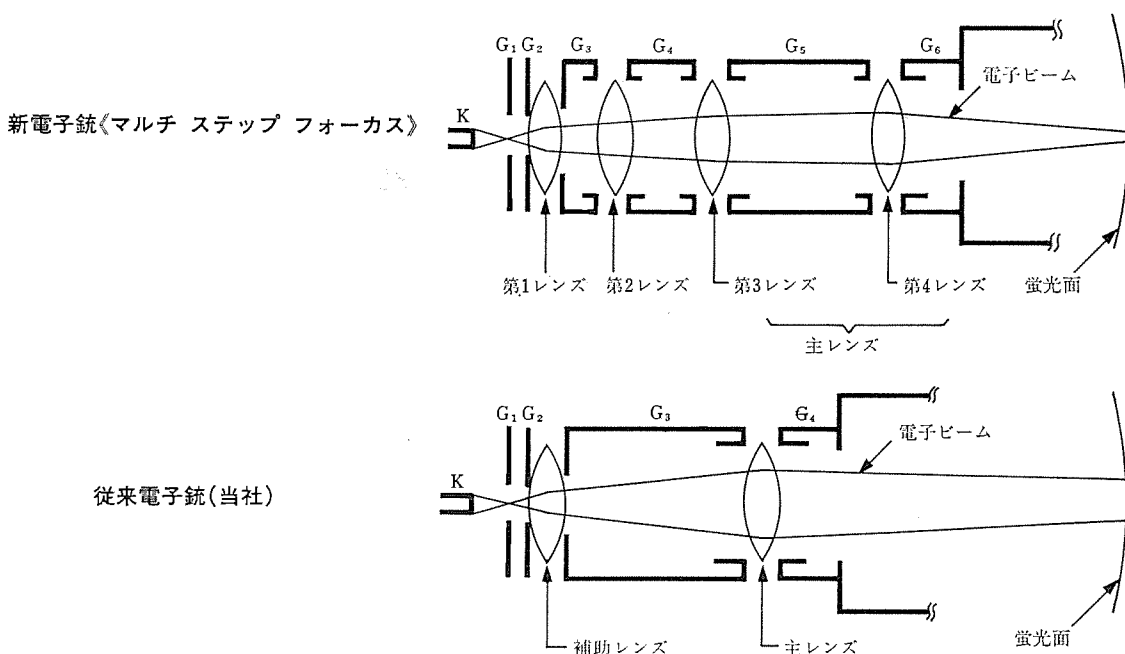 G₁ G₂ G₃ G₄ G₅ G₆
電子ビーム
新電子銃《マルチ ステップ フォーカス》
K
第1レンズ 第2レンズ 第3レンズ 第4レンズ 蛍光面
主レンズ
G₁ G₂ G₃ G₄
電子ビーム
従来電子銃(当社)
K
補助レンズ 主レンズ 蛍光面